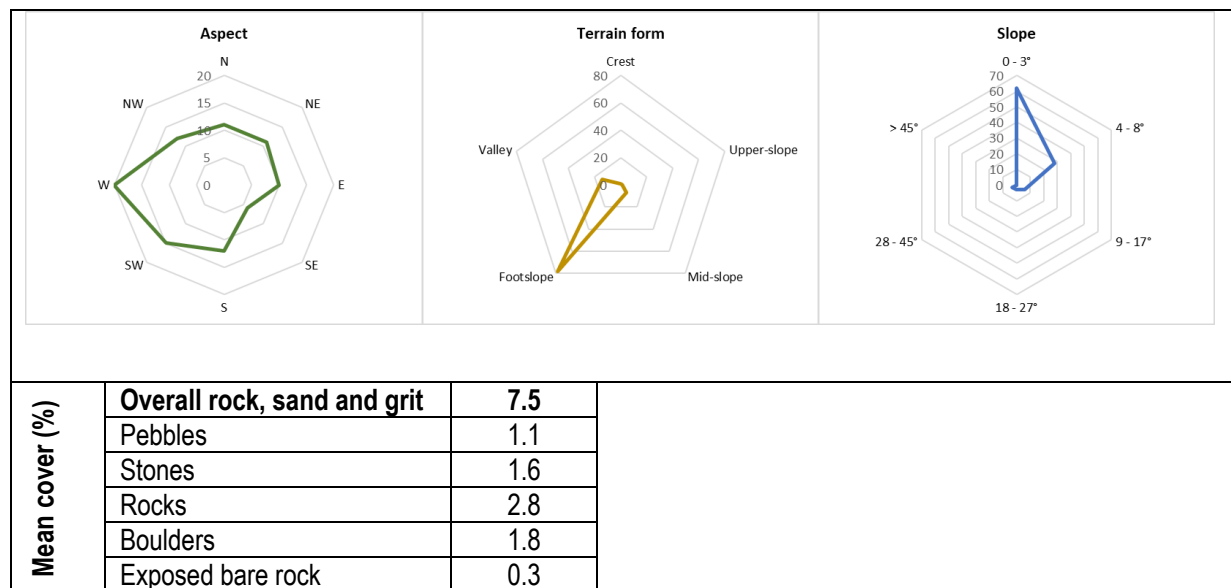 Aspect
N
20
15
10
5
0
NE
E
SE
S
SW
W
NW
Terrain form
Crest
80
60
40
20
0
Upper-slope
Mid-slope
Footslope
Valley
Slope
0 - 3°
70
60
50
40
30
20
10
0
4 - 8°
9 - 17°
18 - 27°
28 - 45°
> 45°
Mean cover (%)
Overall rock, sand and grit 7.5
Pebbles 1.1
Stones 1.6
Rocks 2.8
Boulders 1.8
Exposed bare rock 0.3